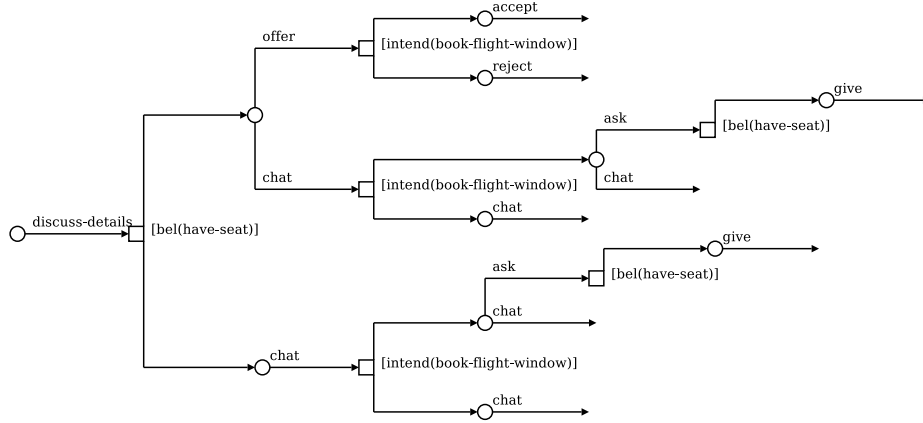 accept
offer
[intend(book-flight-window)]
reject
give
ask
[bel(have-seat)]
chat
chat
[intend(book-flight-window)]
chat
discuss-details
[bel(have-seat)]
give
ask
[bel(have-seat)]
chat
chat
[intend(book-flight-window)]
chat